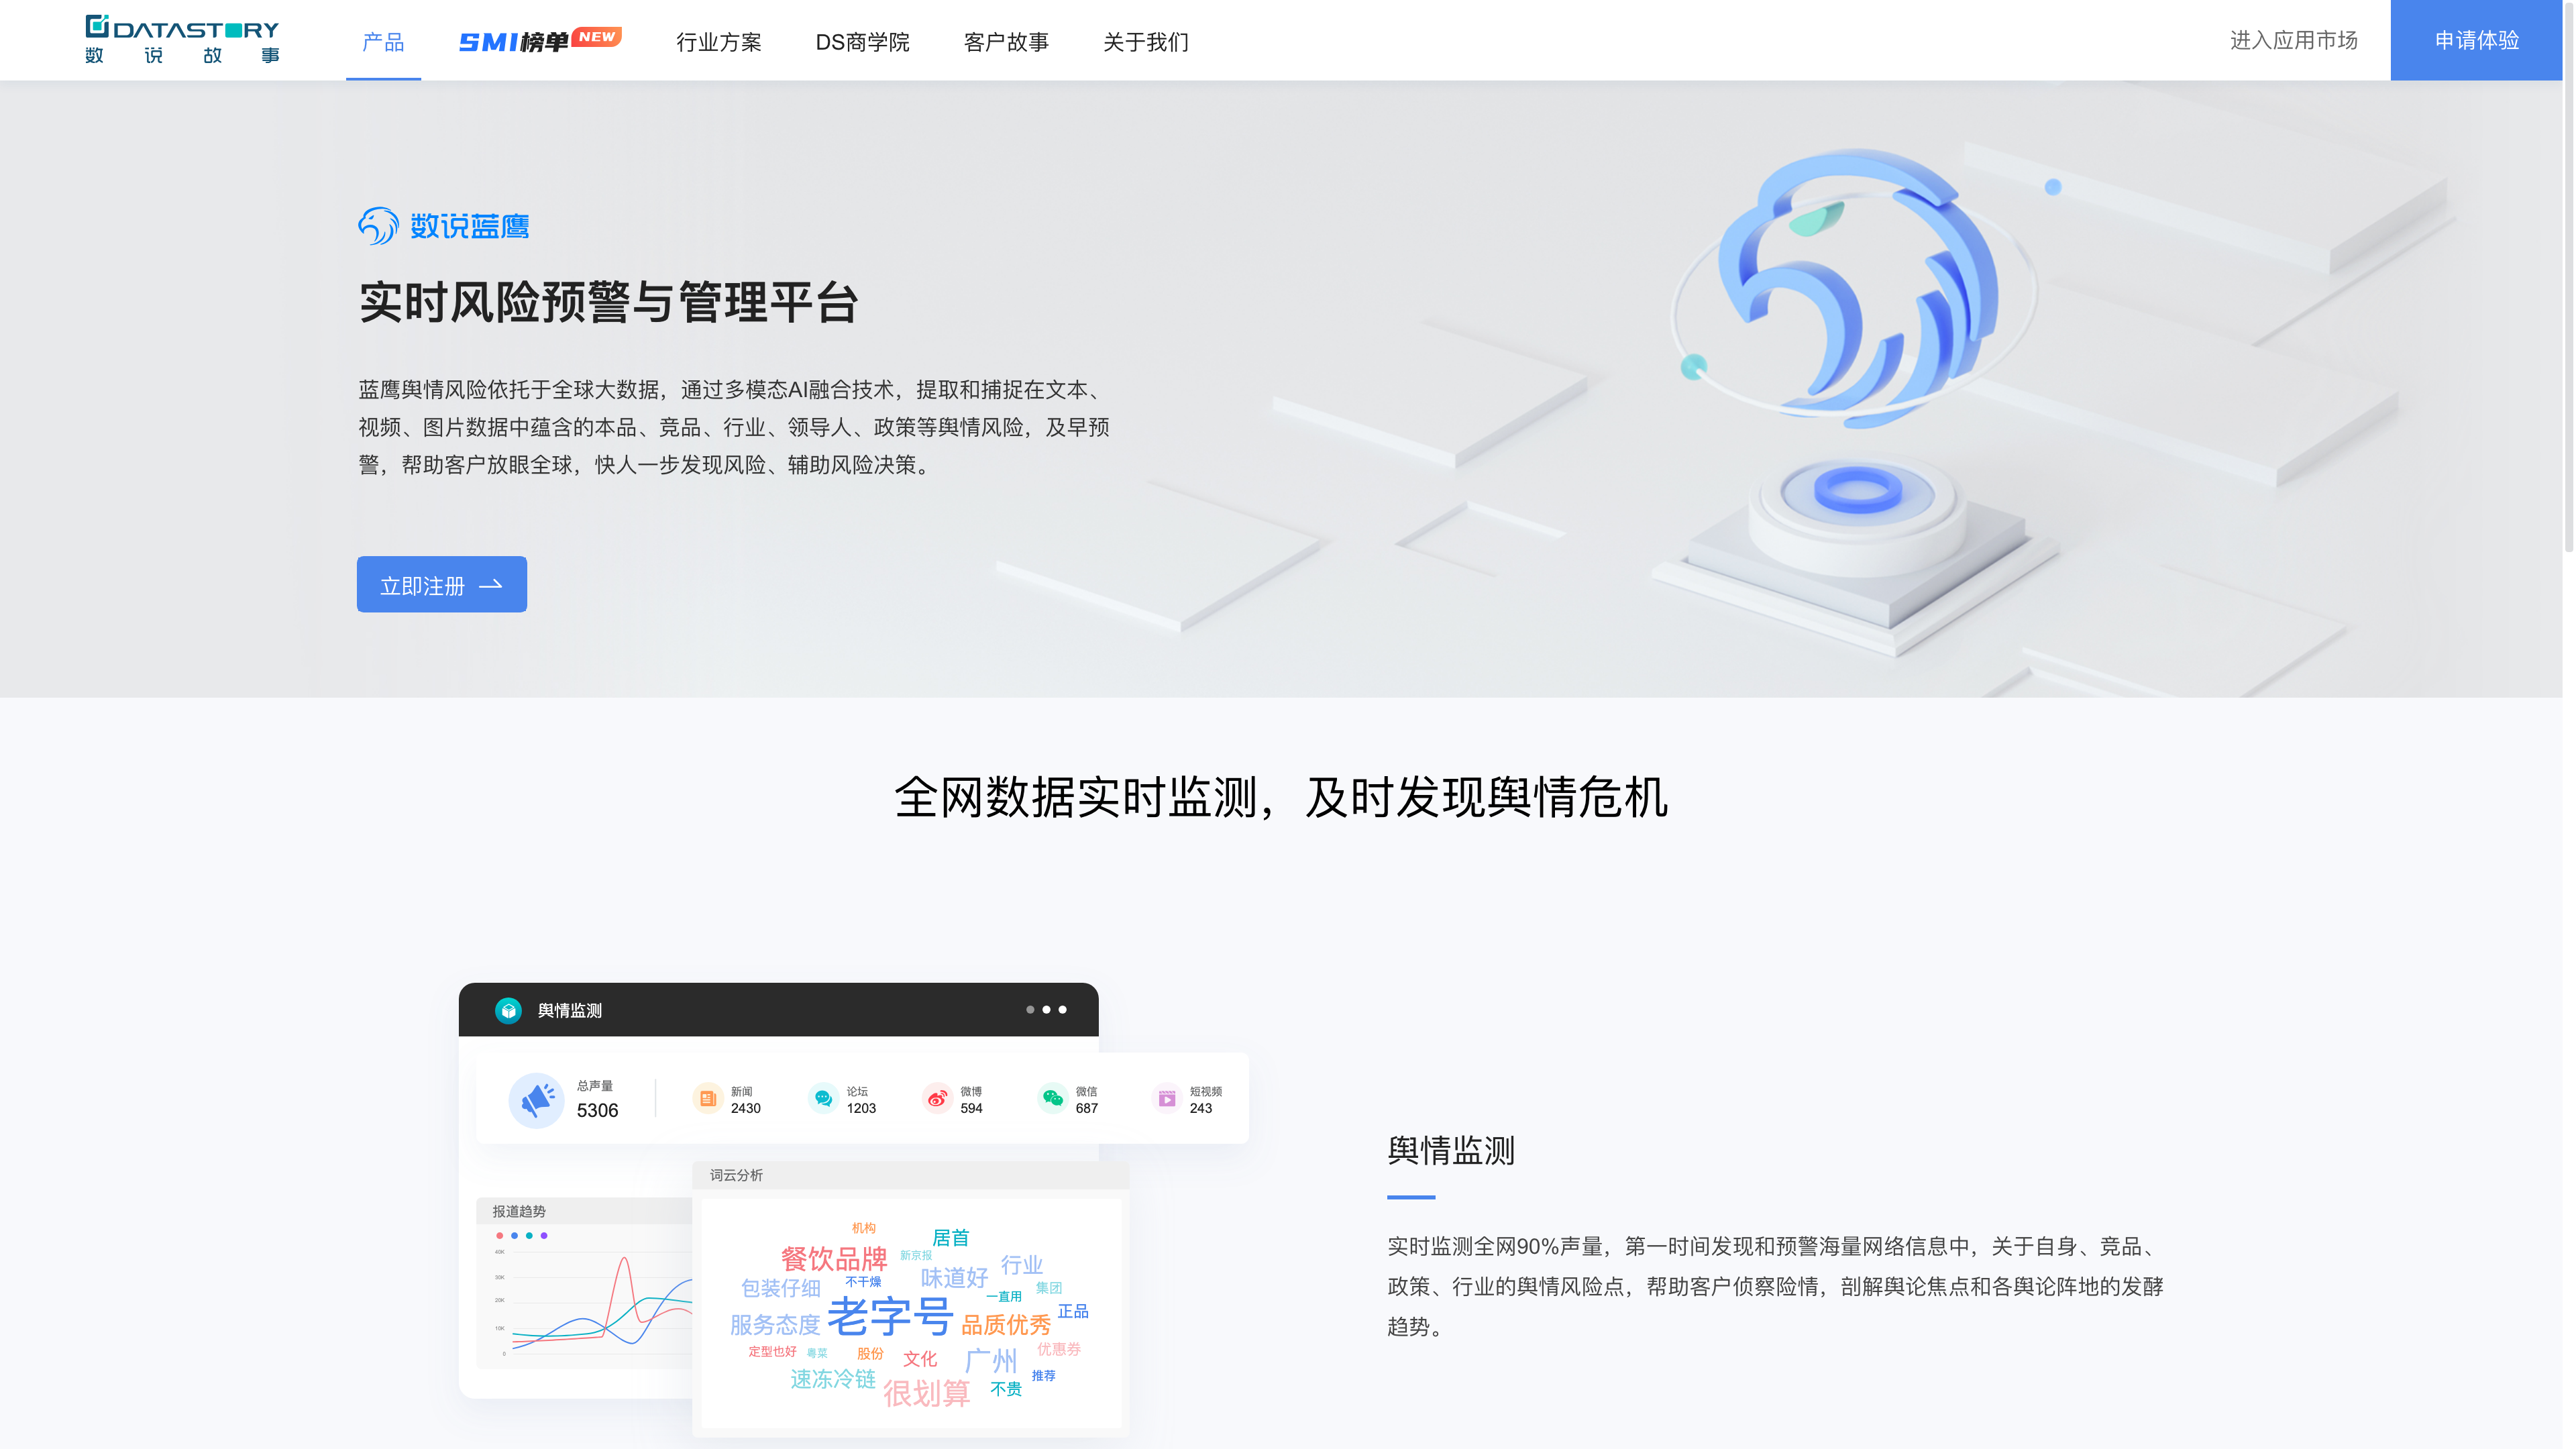 DATASTORY
数说故事
产品
SMI榜单 NEW
行业方案
DS商学院
客户故事
关于我们
进入应用市场
申请体验
数说蓝鹰
实时风险预警与管理平台
蓝鹰舆情风险依托于全球大数据，通过多模态AI融合技术，提取和捕捉在文本、
视频、图片数据中蕴含的本品、竞品、行业、领导人、政策等舆情风险，及早预
警，帮助客户放眼全球，快人一步发现风险、辅助风险决策。
立即注册
全网数据实时监测，及时发现舆情危机
舆情监测
总声量
5306
新闻
2430
论坛
1203
微博
594
微信
687
短视频
243
报道趋势
40K
30K
20K
10K
0
词云分析
机构
居首
餐饮品牌
新京报
行业
包装仔细
不干燥
味道好
集团
一直用
老字号
正品
服务态度
品质优秀
定型也好
粤菜
股份
文化
广州
优惠券
速冻冷链
很划算
不贵
推荐
舆情监测
实时监测全网90%声量，第一时间发现和预警海量网络信息中，关于自身、竞品、
政策、行业的舆情风险点，帮助客户侦察险情，剖解舆论焦点和各舆论阵地的发酵
趋势。